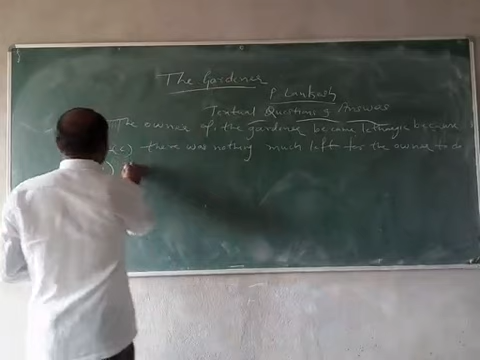 The Gardener
P. Lankesh
Textual Questions & Answers
The owner of the gardener became lethargic because
c) there was nothing much left for the owner to do
)